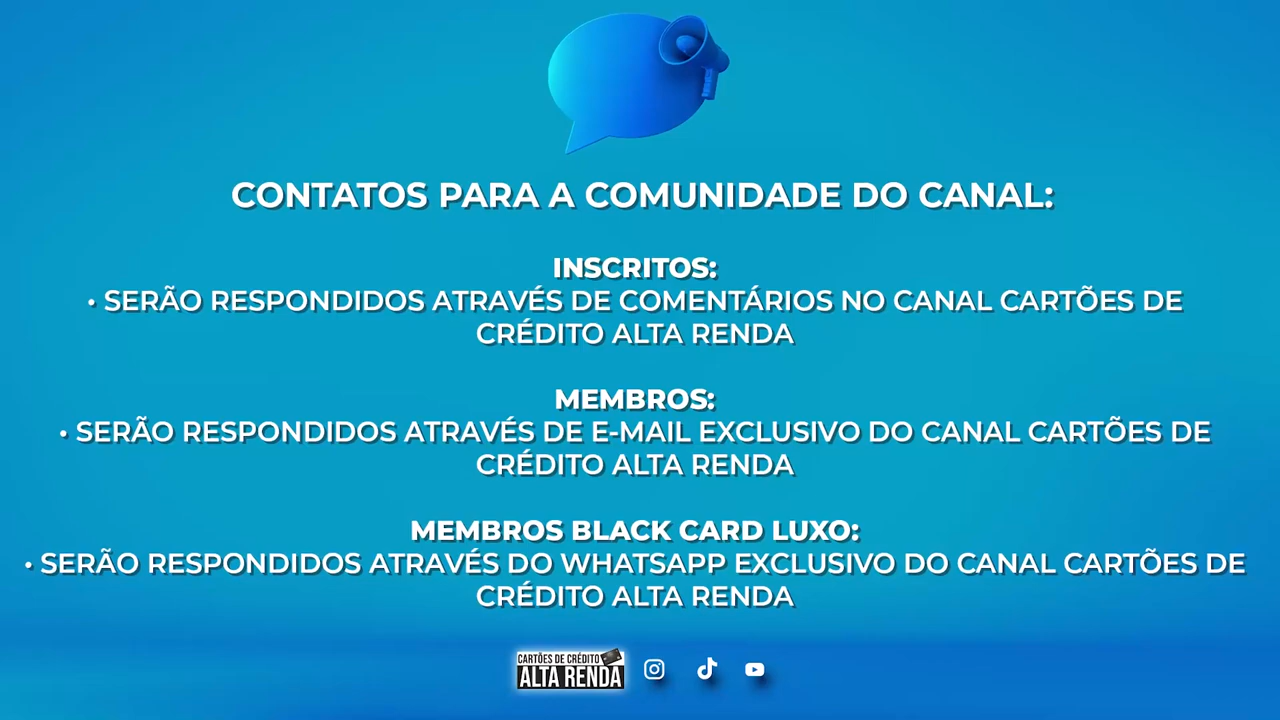 CONTATOS PARA A COMUNIDADE DO CANAL:
INSCRITOS:
• SERÃO RESPONDIDOS ATRAVÉS DE COMENTÁRIOS NO CANAL CARTÕES DE
CRÉDITO ALTA RENDA
MEMBROS:
• SERÃO RESPONDIDOS ATRAVÉS DE E-MAIL EXCLUSIVO DO CANAL CARTÕES DE
CRÉDITO ALTA RENDA
MEMBROS BLACK CARD LUXO:
• SERÃO RESPONDIDOS ATRAVÉS DO WHATSAPP EXCLUSIVO DO CANAL CARTÕES DE
CRÉDITO ALTA RENDA
CARTÕES DE CRÉDITO
ALTA RENDA